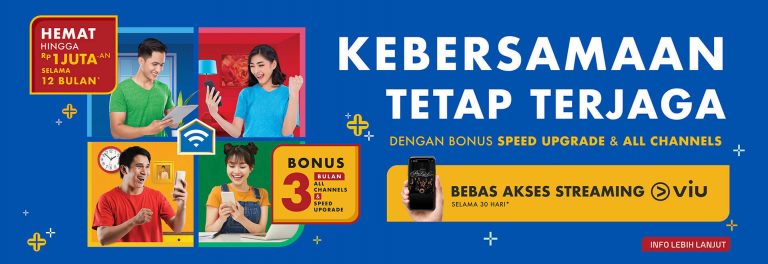 HEMAT
HINGGA
Rp 1JUTA-AN
SELAMA
12 BULAN*
BONUS
3 BULAN
ALL
CHANNELS
&
SPEED
UPGRADE
KEBERSAMAAN
TETAP TERJAGA
DENGAN BONUS SPEED UPGRADE & ALL CHANNELS
BEBAS AKSES STREAMING viu
SELAMA 30 HARI*
INFO LEBIH LANJUT